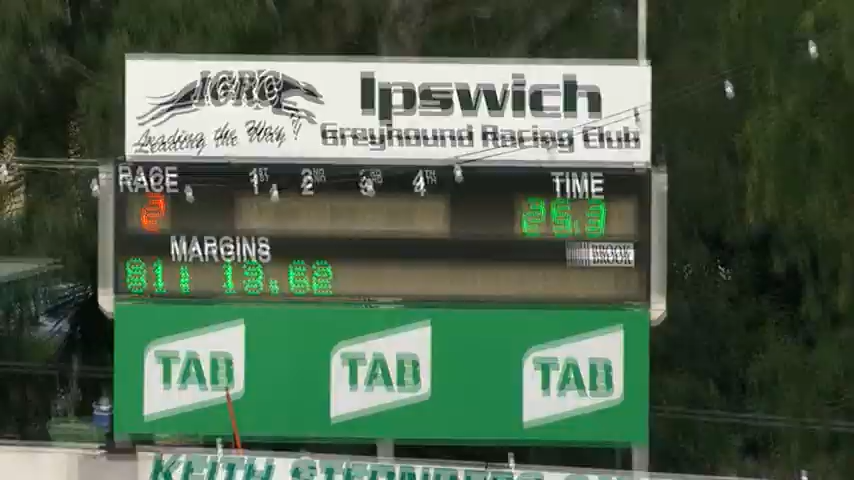 IGRC
Leading the Way!
Ipswich
Greyhound Racing Club
RACE 1ST 2ND 3RD 4TH TIME
2 25.3
MARGINS BROOK
TAB TAB TAB
KEITH